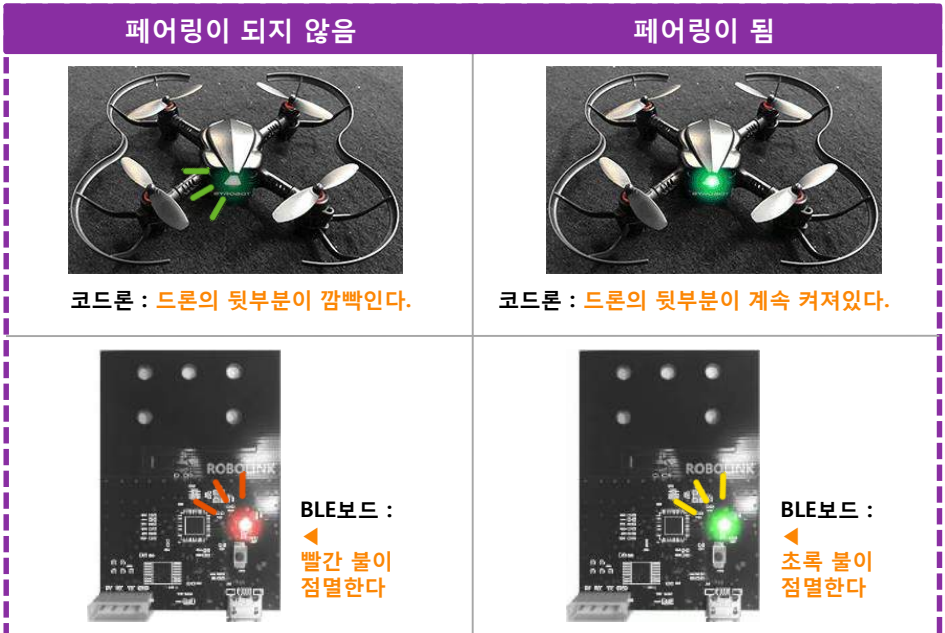 페어링이 되지 않음
페어링이 됨
코드론 : 드론의 뒷부분이 깜빡인다.
코드론 : 드론의 뒷부분이 계속 켜져있다.
ROBOLINK
BLE보드 :
◀
빨간 불이
점멸한다
ROBOLINK
BLE보드 :
◀
초록 불이
점멸한다